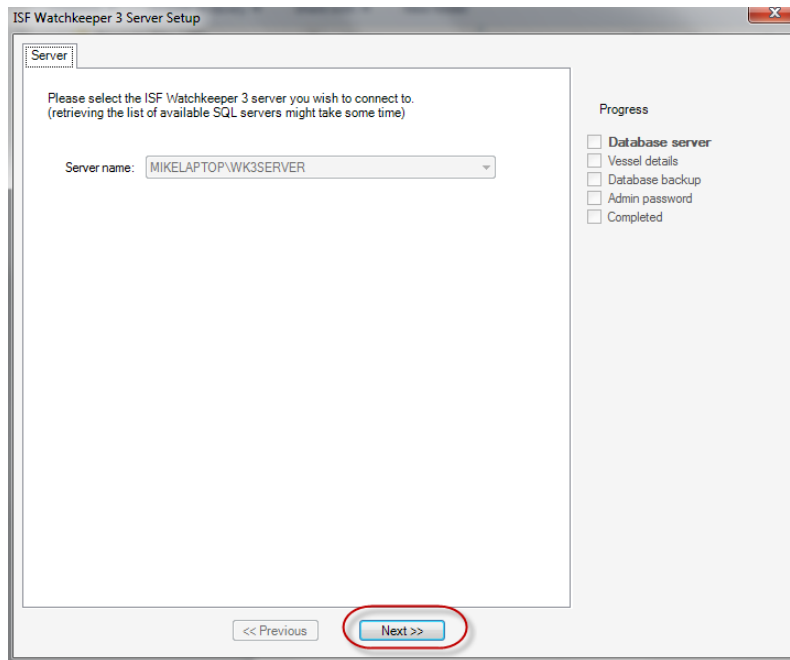 ISF Watchkeeper 3 Server Setup
Server
Please select the ISF Watchkeeper 3 server you wish to connect to.
(retrieving the list of available SQL servers might take some time)
Server name: MIKELAPTOP\WK3SERVER
Progress
Database server
Vessel details
Database backup
Admin password
Completed
<< Previous
Next >>